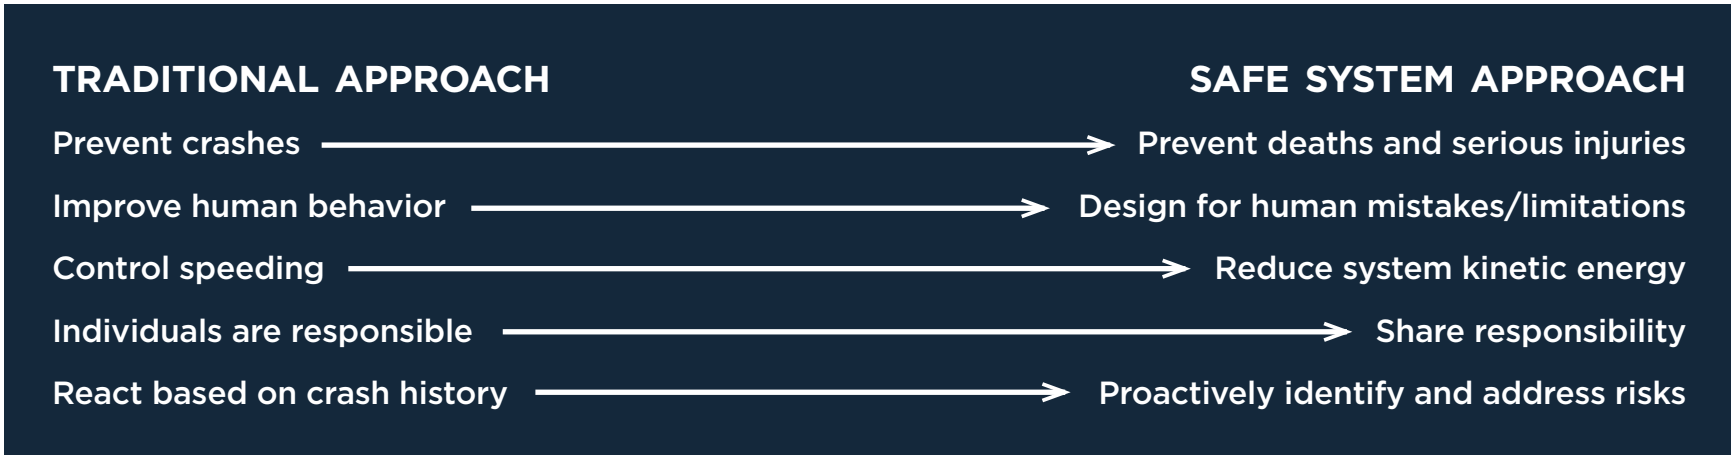 TRADITIONAL APPROACH SAFE SYSTEM APPROACH
Prevent crashes Prevent deaths and serious injuries
Improve human behavior Design for human mistakes/limitations
Control speeding Reduce system kinetic energy
Individuals are responsible Share responsibility
React based on crash history Proactively identify and address risks